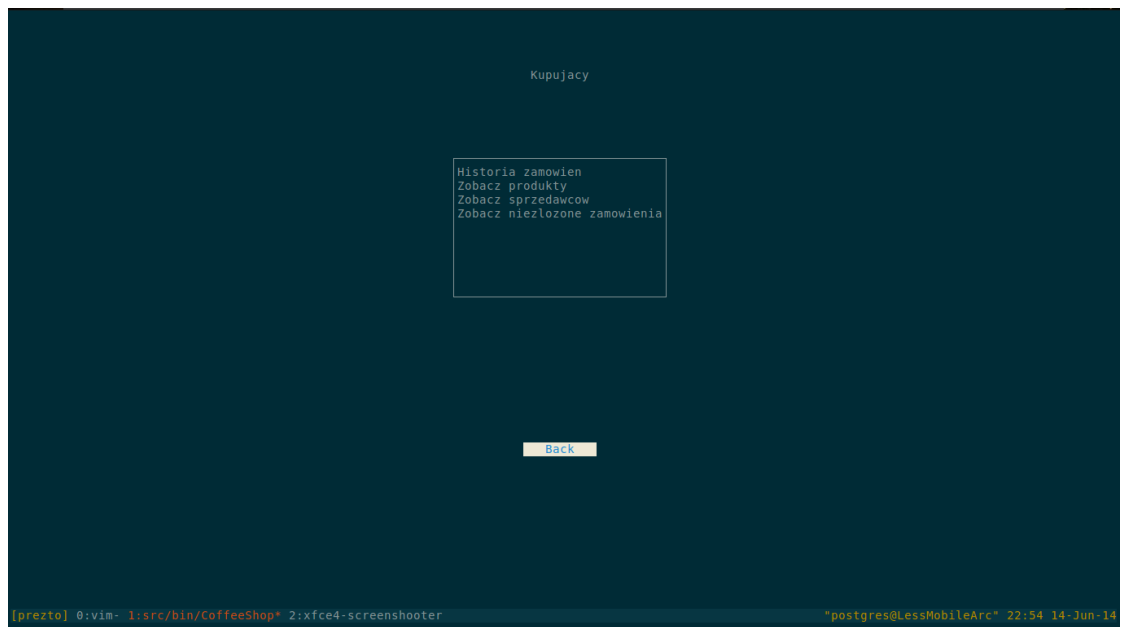 Kupujacy
Historia zamowien
Zobacz produkty
Zobacz sprzedawcow
Zobacz niezlozone zamowienia
Back
[prezto] 0:vim- 1:src/bin/CoffeeShop* 2:xfce4-screenshooter "postgres@LessMobileArc" 22:54 14-Jun-14